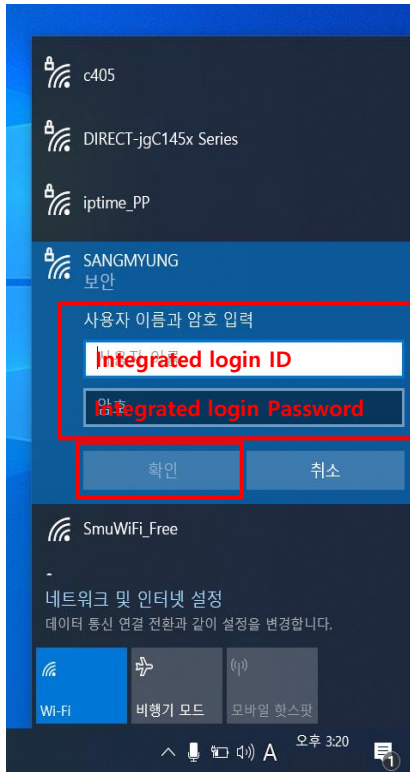 c405
DIRECT-jgC145x Series
iptime_PP
SANGMYUNG
보안
사용자 이름과 암호 입력
Integrated login ID
Integrated login Password
확인
취소
SmuWiFi_Free
네트워크 및 인터넷 설정
데이터 통신 연결 전환과 같이 설정을 변경합니다.
Wi-Fi
비행기 모드
모바일 핫스팟
A
오후 3:20
1